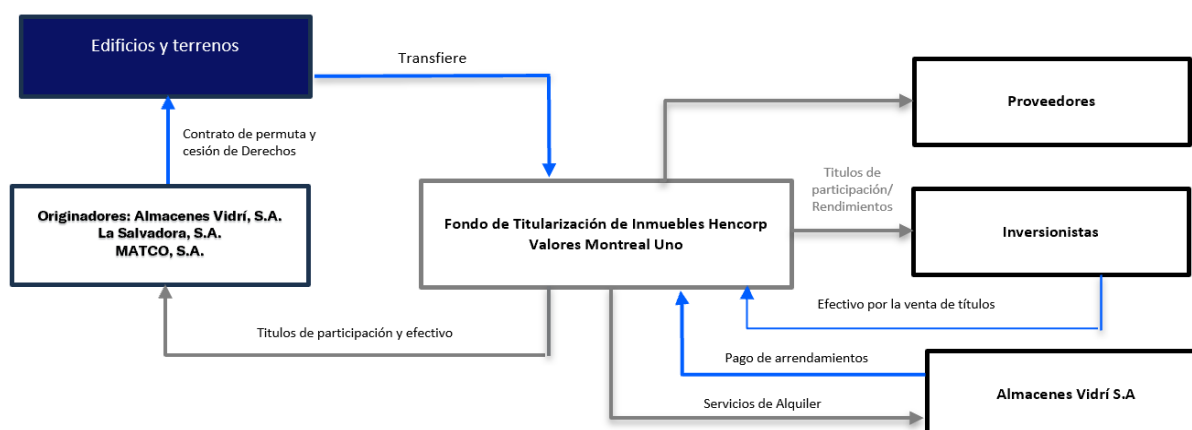 Edificios y terrenos
Transfiere
Proveedores
Contrato de permuta y
cesión de Derechos
Titulos de
participación/
Rendimientos
Originadores: Almacenes Vidrí, S.A.
La Salvadora, S.A.
MATCO, S.A.
Fondo de Titularización de Inmuebles Hencorp
Valores Montreal Uno
Inversionistas
Efectivo por la venta de títulos
Titulos de participación y efectivo
Pago de arrendamientos
Servicios de Alquiler
Almacenes Vidrí S.A